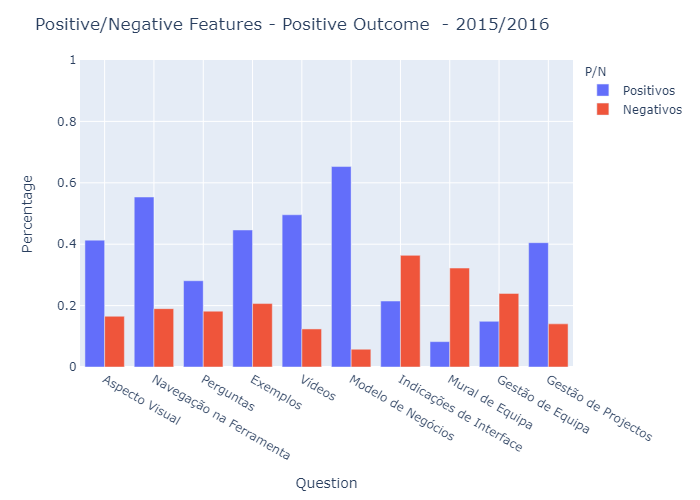 Positive/Negative Features - Positive Outcome - 2015/2016
P/N
Positivos
Negativos
Percentage
1
0.8
0.6
0.4
0.2
0
Aspecto Visual
Navegação na Ferramenta
Perguntas
Exemplos
Vídeos
Modelo de Negócios
Indicações de Interface
Mural de Equipa
Gestão de Equipa
Gestão de Projectos
Question